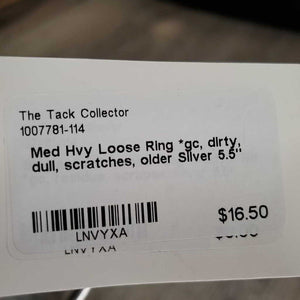 The Tack Collector
1007781-114
Med Hvy Loose Ring *gc, dirty,
dull, scratches, older Silver 5.5"
$16.50
LNVYXA
LNVYXA